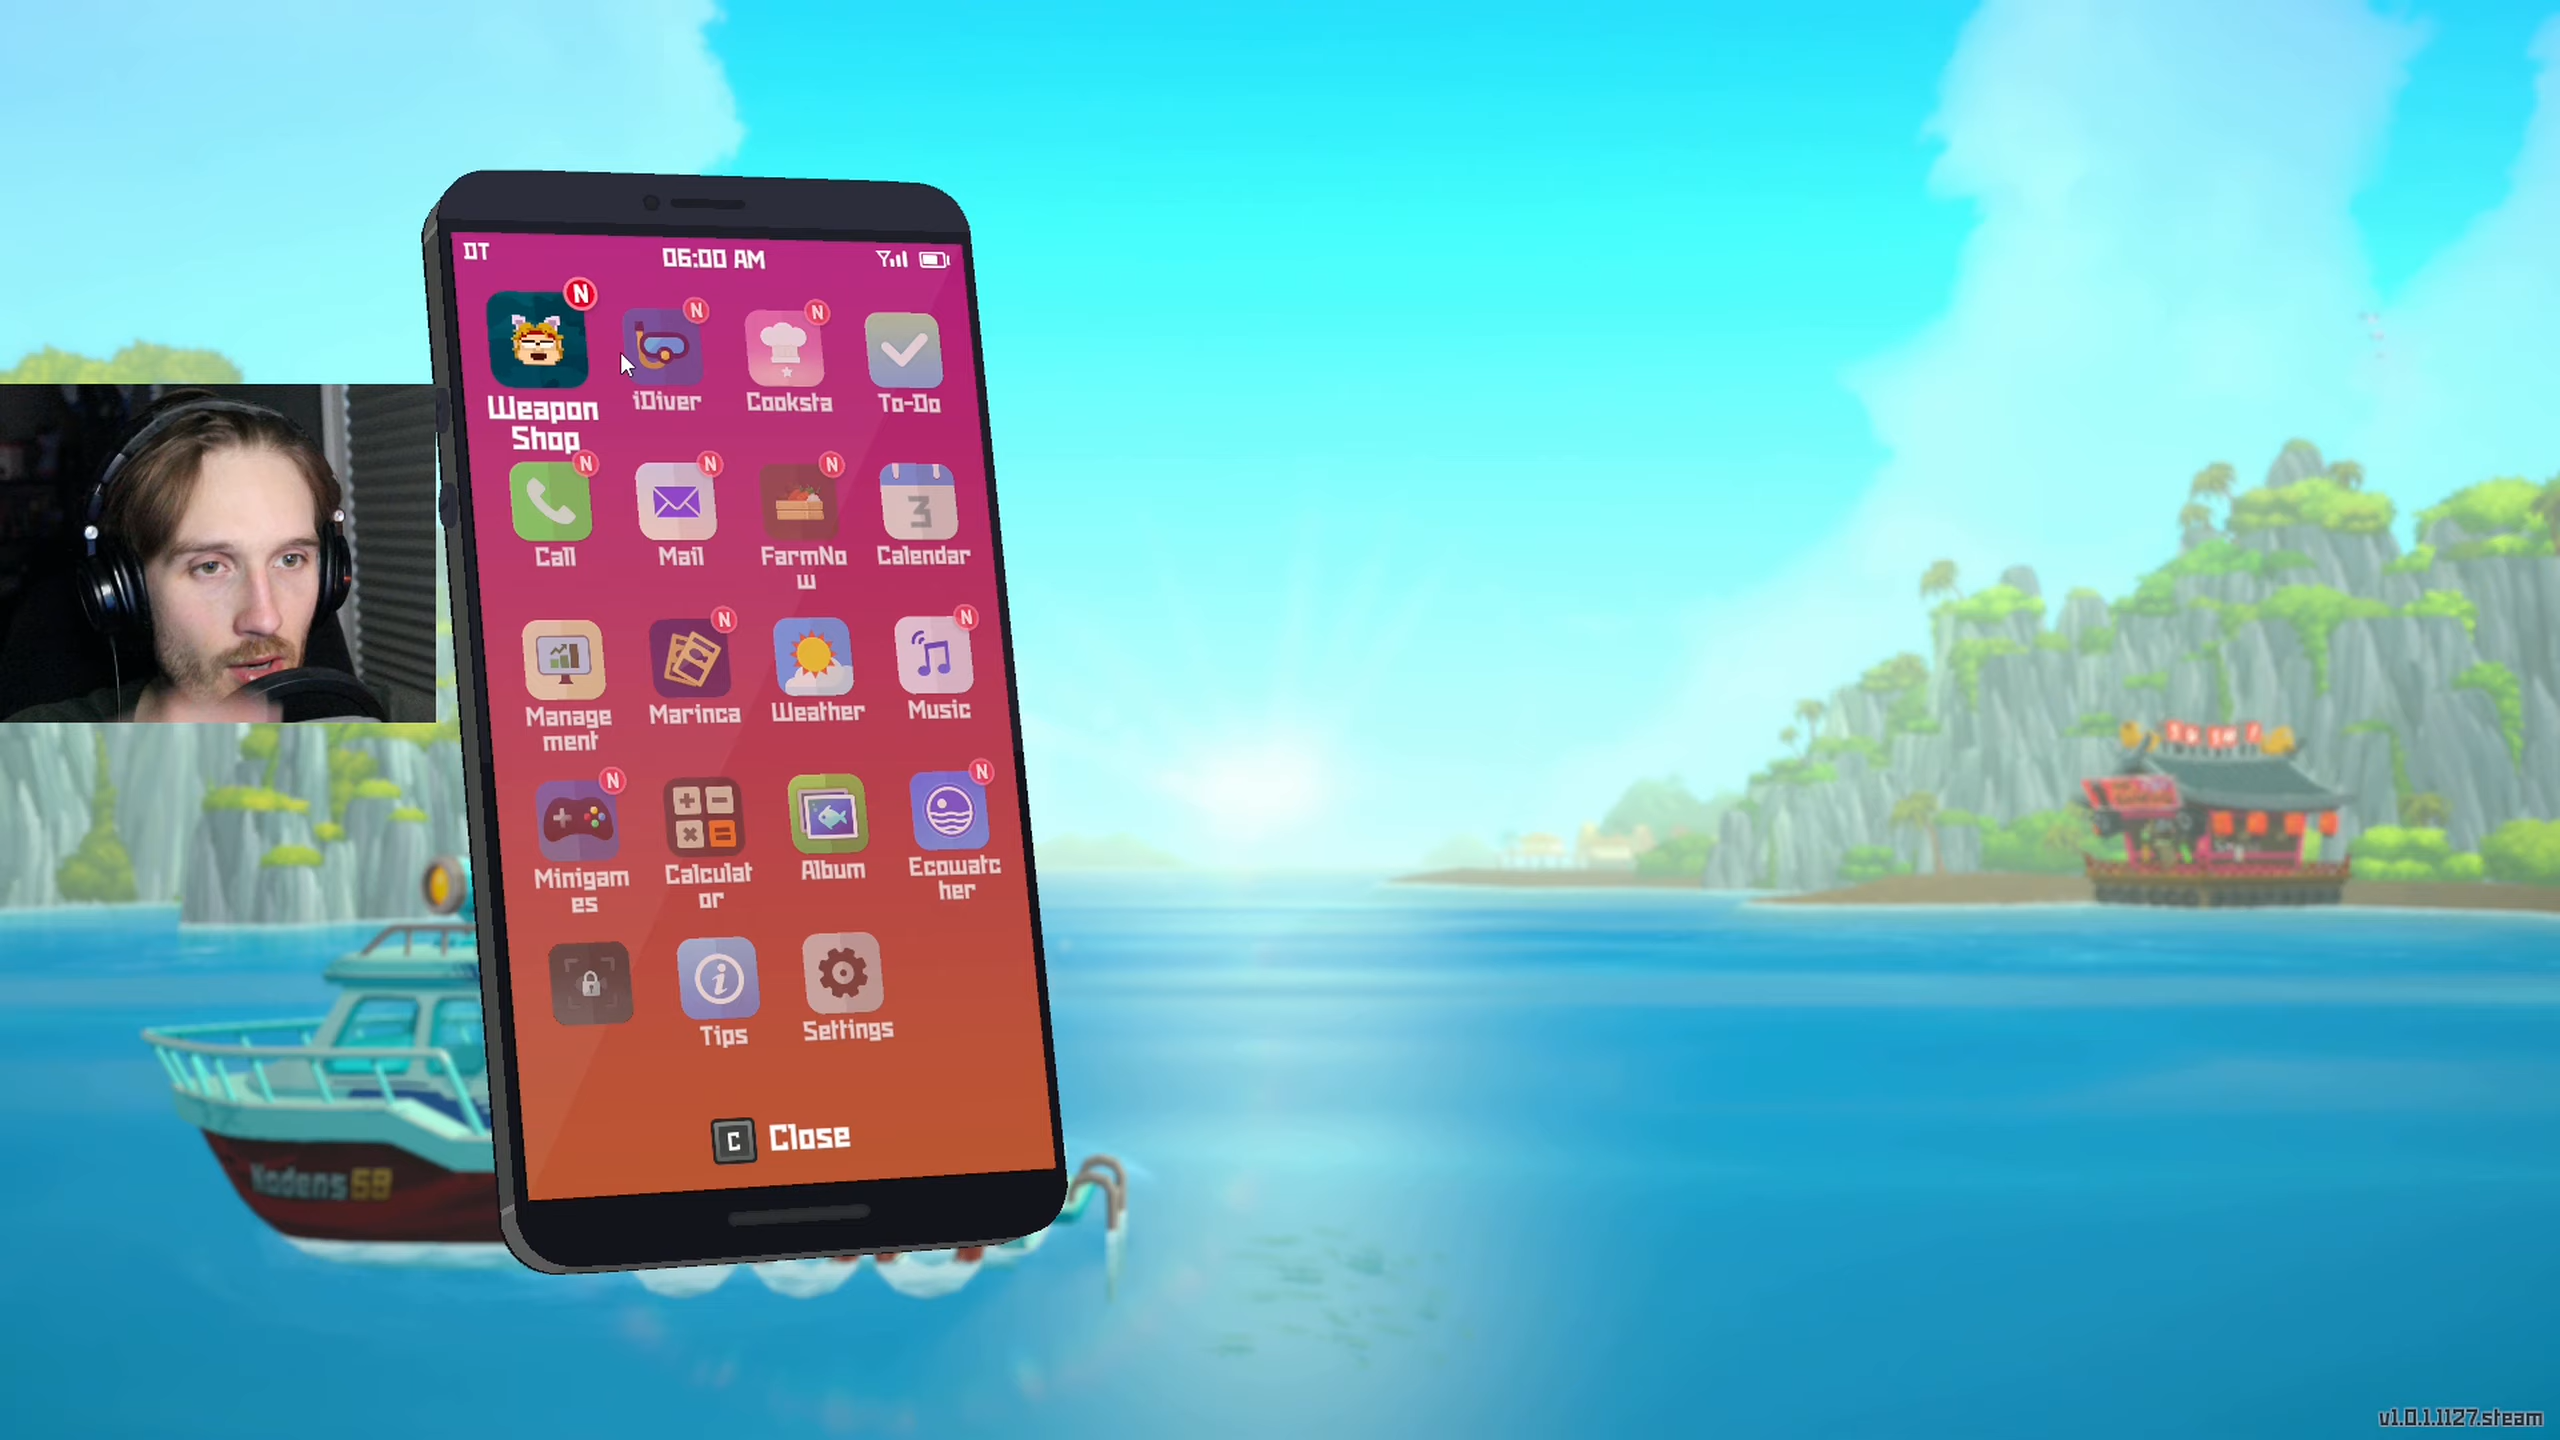 DT
06:00 AM
N
N
N
Weapon
Shop
iDiver
Cooksta
To-Do
N
N
N
3
Call
Mail
FarmNo
w
Calendar
N
N
Manage
ment
Marinca
Weather
Music
N
N
Minigam
es
Calculat
or
Album
Ecowatc
her
i
Tips
Settings
C Close
Kodens68
v1.0.1.1127.steam